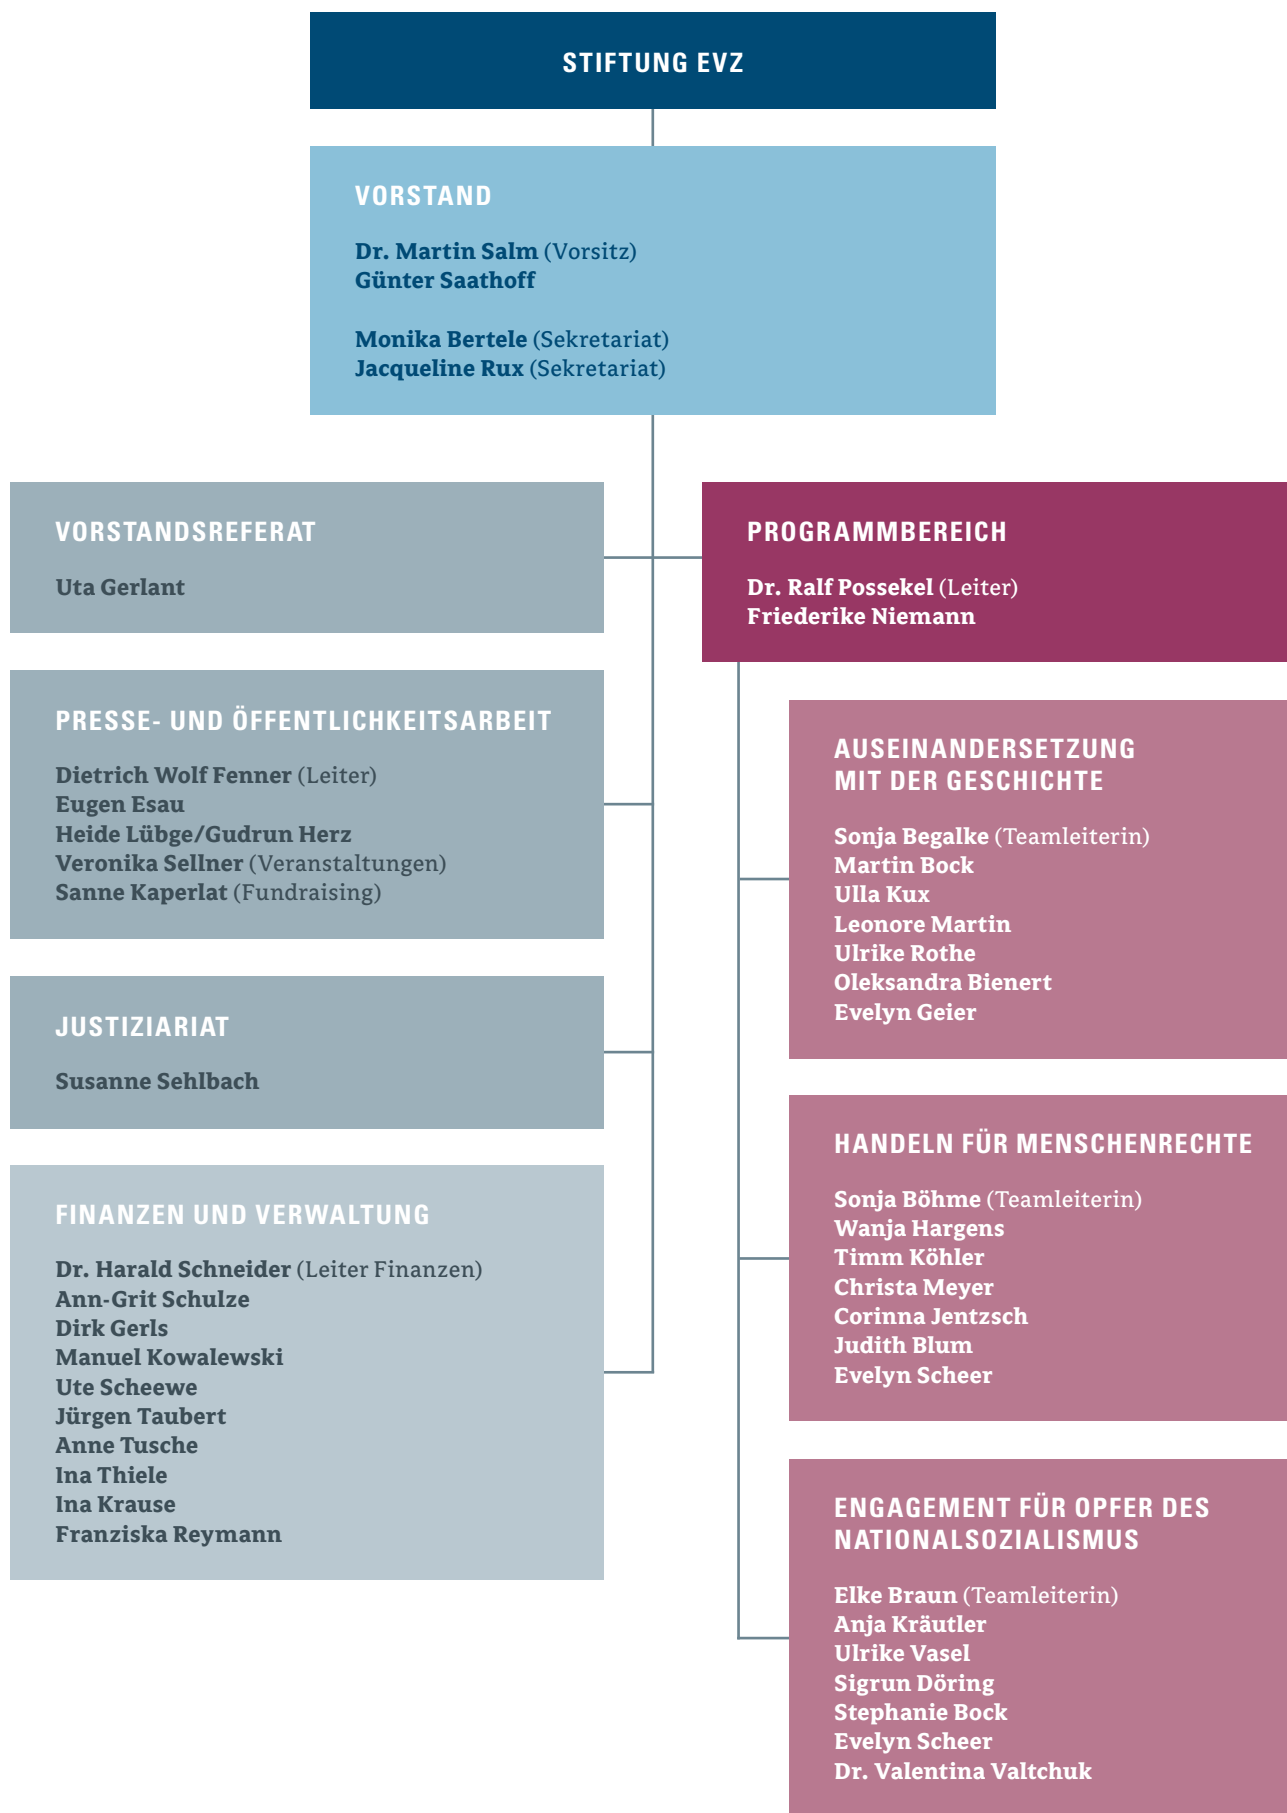 STIFTUNG EVZ
VORSTAND
Dr. Martin Salm (Vorsitz)
Günter Saathoff
Monika Bertele (Sekretariat)
Jacqueline Rux (Sekretariat)
VORSTANDSREFERAT
Uta Gerlant
PRESSE- UND ÖFFENTLICHKEITSARBEIT
Dietrich Wolf Fenner (Leiter)
Eugen Esau
Heide Lübge/Gudrun Herz
Veronika Sellner (Veranstaltungen)
Sanne Kaperlat (Fundraising)
JUSTIZIARIAT
Susanne Sehlbach
FINANZEN UND VERWALTUNG
Dr. Harald Schneider (Leiter Finanzen)
Ann-Grit Schulze
Dirk Gerls
Manuel Kowalewski
Ute Scheewe
Jürgen Taubert
Anne Tusche
Ina Thiele
Ina Krause
Franziska Reymann
PROGRAMMBEREICH
Dr. Ralf Possekel (Leiter)
Friederike Niemann
AUSEINANDERSETZUNG
MIT DER GESCHICHTE
Sonja Begalke (Teamleiterin)
Martin Bock
Ulla Kux
Leonore Martin
Ulrike Rothe
Oleksandra Bienert
Evelyn Geier
HANDELN FÜR MENSCHENRECHTE
Sonja Böhme (Teamleiterin)
Wanja Hargens
Timm Köhler
Christa Meyer
Corinna Jentzsch
Judith Blum
Evelyn Scheer
ENGAGEMENT FÜR OPFER DES
NATIONALSOZIALISMUS
Elke Braun (Teamleiterin)
Anja Kräutler
Ulrike Vasel
Sigrun Döring
Stephanie Bock
Evelyn Scheer
Dr. Valentina Valtchuk